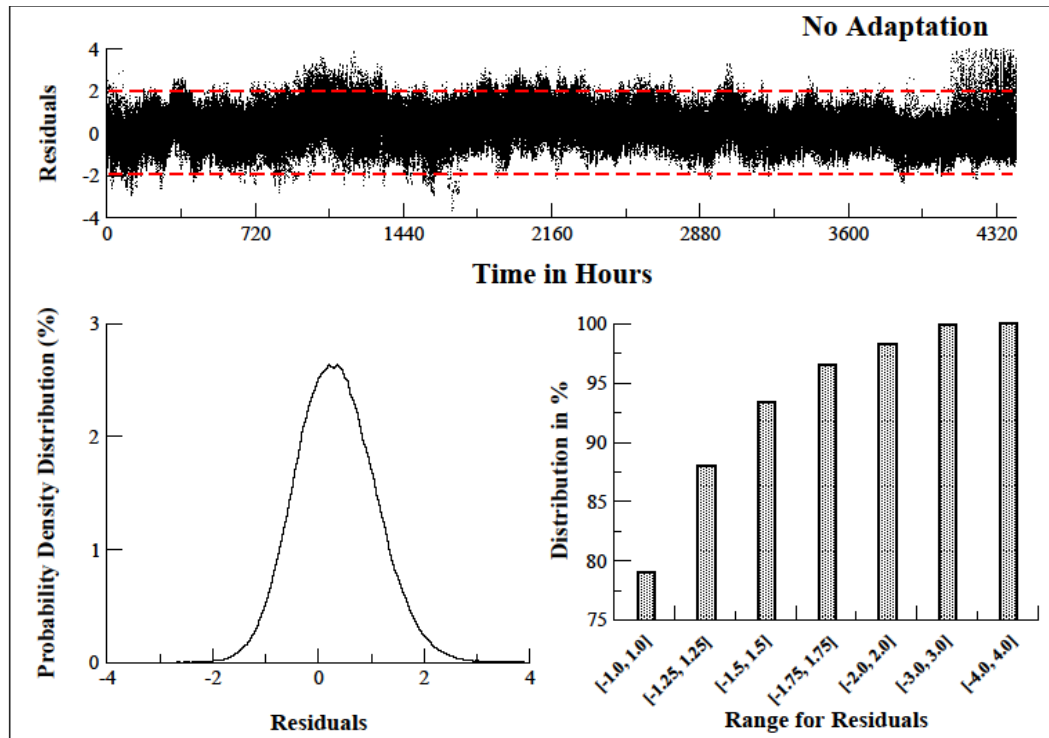 No Adaptation
Residuals
4
2
0
-2
-4
0 720 1440 2160 2880 3600 4320
Time in Hours
Probability Density Distribution (%)
3
2
1
0
-4 -2 0 2 4
Residuals
Distribution in %
100
95
90
85
80
75
[-1.0, 1.0] [-1.25, 1.25] [-1.5, 1.5] [-1.75, 1.75] [-2.0, 2.0] [-3.0, 3.0] [-4.0, 4.0]
Range for Residuals